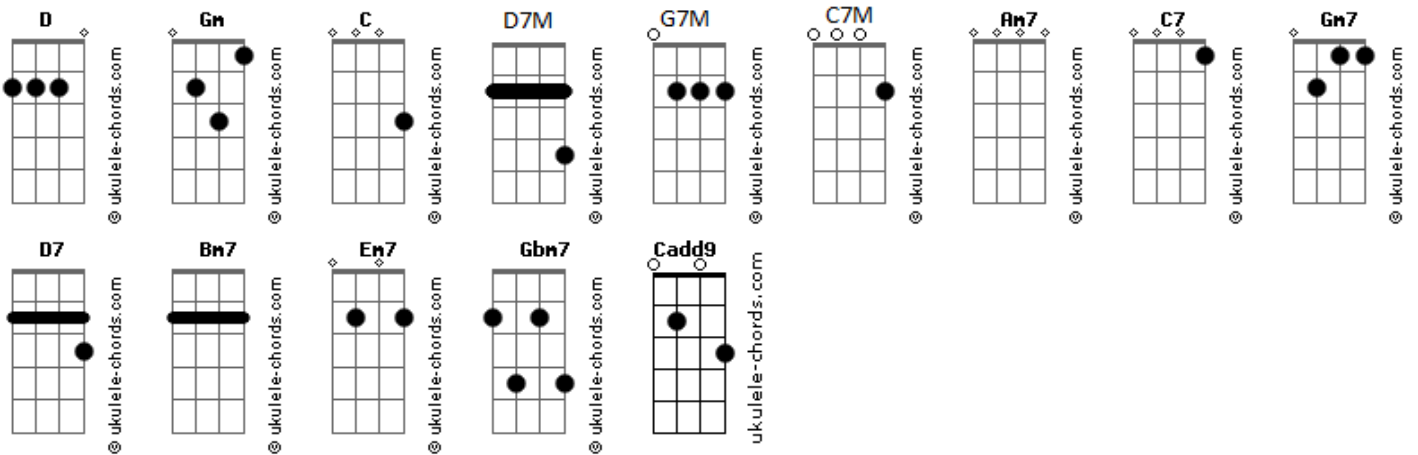 D Gm C D7M G7M C7M Am7 C7 Gm7
© ukulele-chords.com © ukulele-chords.com © ukulele-chords.com © ukulele-chords.com © ukulele-chords.com © ukulele-chords.com © ukulele-chords.com © ukulele-chords.com © ukulele-chords.com
D7 Bm7 Em7 Gbm7 Cadd9
© ukulele-chords.com © ukulele-chords.com © ukulele-chords.com © ukulele-chords.com ukulele-chords.com